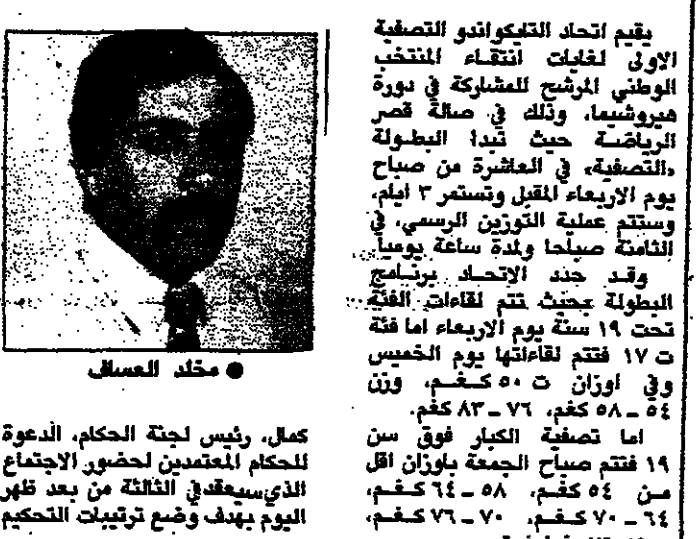 يقيم اتحاد التايكواندو التصفية
الاولى لغايات انتقاء المنتخب
الوطني المرشح للمشاركة في دورة
هيروشيما، وذلك في صالة قصر
الرياضة حيث تبدا البطولة
«التصفية» في العاشرة من صباح
يوم الاربعاء المقبل وتستمر ٣ ايام،
وستتم عملية التوزين الرسمي، في
الثامنة صباحا ولمدة ساعة يومياً.
وقد حدد الاتحاد برنامج
البطولة بحيث تتم لقاءات الفئة
تحت ١٩ سنة يوم الاربعاء اما فئة
ت ١٧ فتتم لقاءاتها يوم الخميس
وفي اوزان ت ٥٠ كغم، وزن
٥٤ ــ ٥٨ كغم، ٧٦ ــ ٨٣ كغم.
اما تصفية الكبار فوق سن
١٩ فتتم صباح الجمعة باوزان اقل
من ٥٤ كغم، ٥٨ ــ ٦٤ كغم،
٦٤ ــ ٧٠ كغم، ٧٠ ــ ٧٦ كغم،
● مخلد العساف
كمال، رئيس لجنة الحكام، الدعوة
للحكام المعتمدين لحضور الاجتماع
الذي سيعقد في الثالثة من بعد ظهر
اليوم بهدف وضع ترتيبات التحكيم